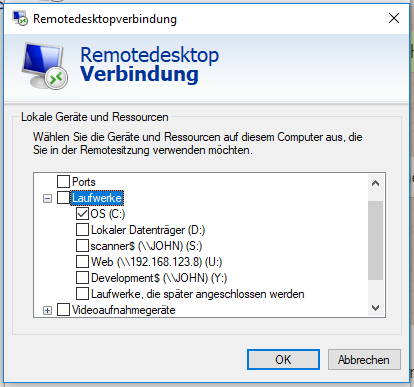 Remotedesktopverbindung
Remotedesktop
Verbindung
Lokale Geräte und Ressourcen
Wählen Sie die Geräte und Ressourcen auf diesem Computer aus, die
Sie in der Remotesitzung verwenden möchten.
Ports
Laufwerke
OS (C:)
Lokaler Datenträger (D:)
scanner$ (\\JOHN) (S:)
Web (\\192.168.123.8) (U:)
Development$ (\\JOHN) (Y:)
Laufwerke, die später angeschlossen werden
Videoaufnahmegeräte
OK
Abbrechen